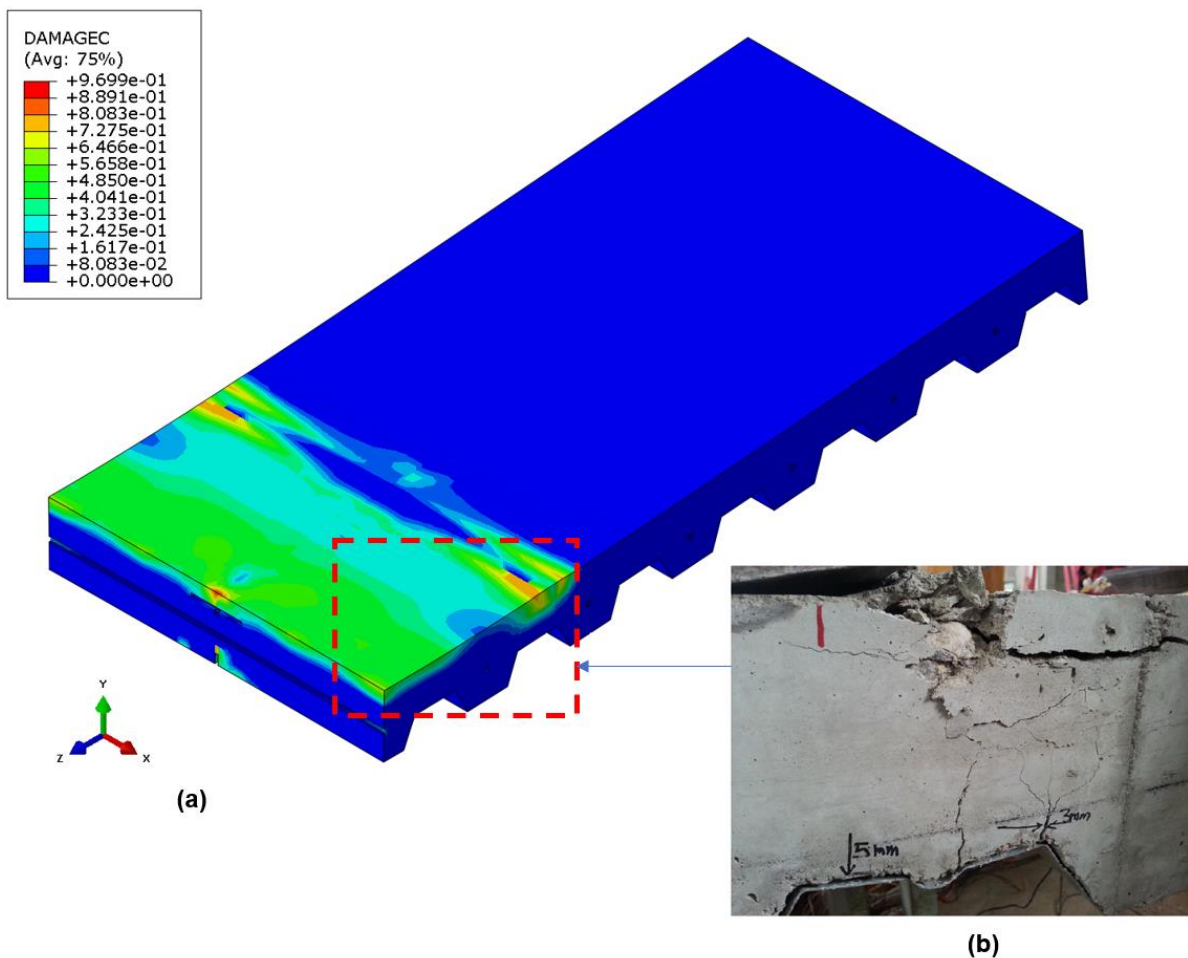 DAMAGEC
(Avg: 75%)
+9.699e-01
+8.891e-01
+8.083e-01
+7.275e-01
+6.466e-01
+5.658e-01
+4.850e-01
+4.041e-01
+3.233e-01
+2.425e-01
+1.617e-01
+8.083e-02
+0.000e+00
Y
Z
X
(a)
3mm
5mm
(b)